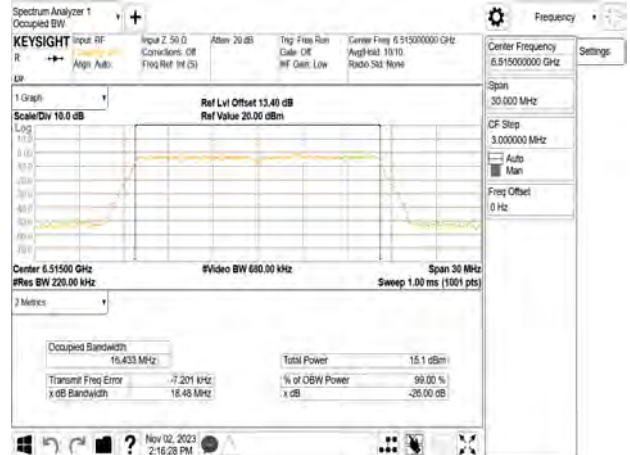 Spectrum Analyzer 1
Occupied BW
Frequency
KEYSIGHT
Input: RF
Input Z: 50 Ω
Atten: 20 dB
Trig: Free Run
Center Freq: 6.515000000 GHz
R
Corrections: Off
Gate: Off
Avg|Hold: 10/10
Align: Auto
Freq Ref: Int (S)
#IF Gain: Low
Radio Std: None
Center Frequency
6.515000000 GHz
Settings
Span
30.000 MHz
CF Step
3.000000 MHz
Auto
Man
Freq Offset
0 Hz
1 Graph
Scale/Div 10.0 dB
Ref Lvl Offset 13.40 dB
Ref Value 20.00 dBm
Log
Center 6.51500 GHz
#Video BW 680.00 kHz
Span 30 MHz
#Res BW 220.00 kHz
Sweep 1.00 ms (1001 pts)
2 Metrics
Occupied Bandwidth
16.433 MHz
Total Power
15.1 dBm
Transmit Freq Error
-7.201 kHz
% of OBW Power
99.00 %
x dB Bandwidth
18.48 MHz
x dB
-26.00 dB
?
Nov 02, 2023
2:16:28 PM